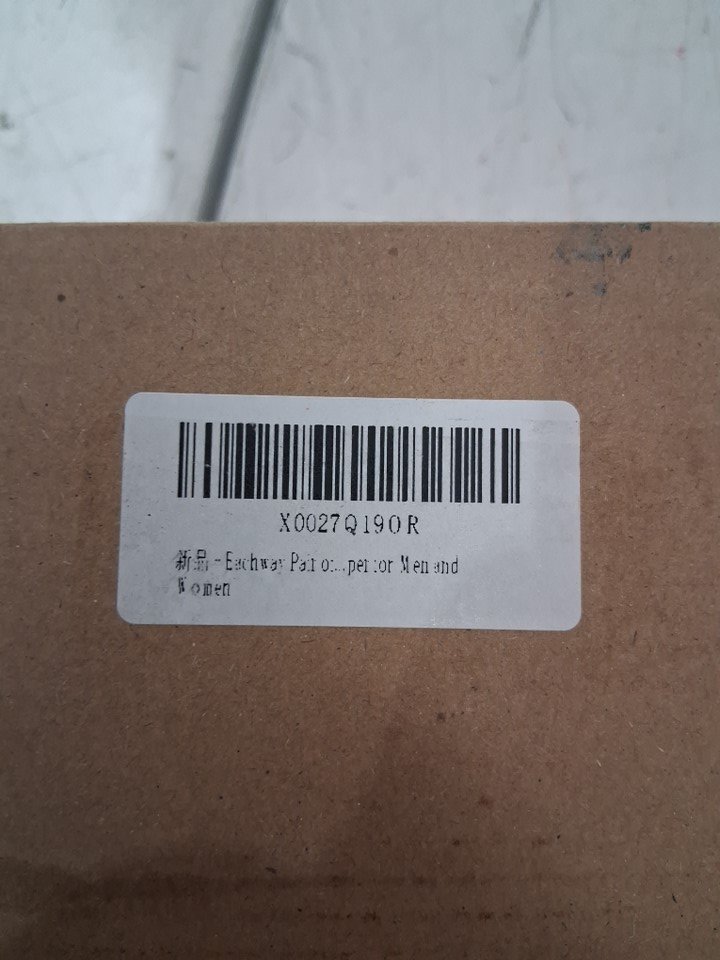 X0027Q190R
新品 - Eachway Pair o...per for Men and
Women